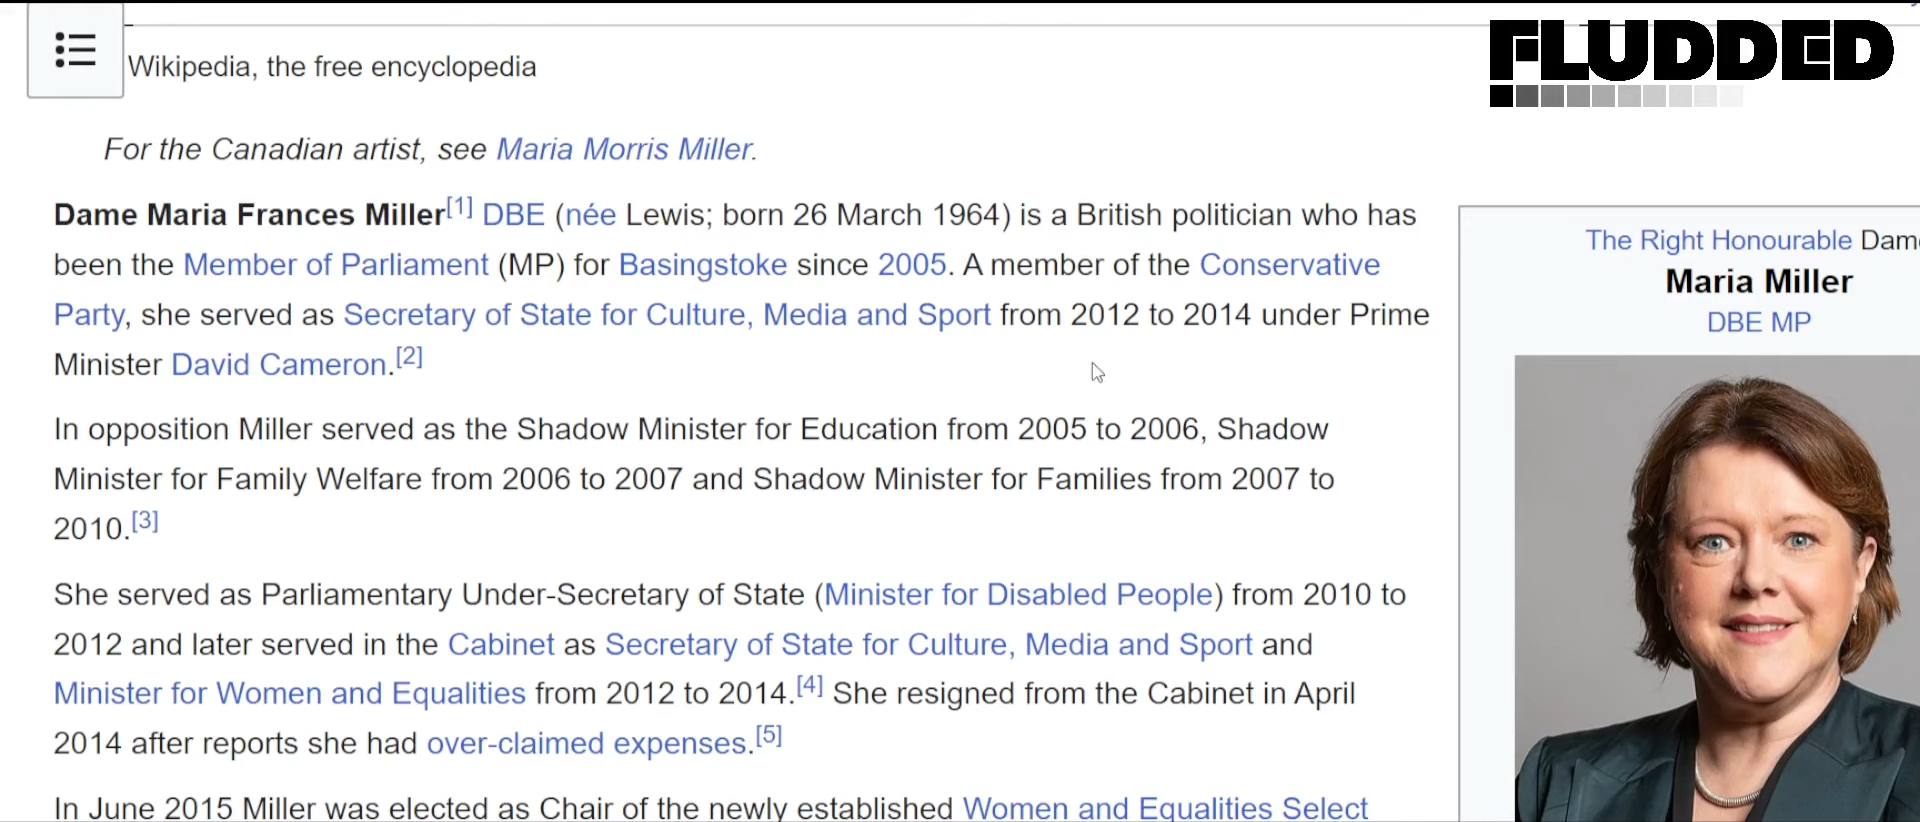 FLUDDED
Wikipedia, the free encyclopedia
For the Canadian artist, see Maria Morris Miller.
Dame Maria Frances Miller[1] DBE (née Lewis; born 26 March 1964) is a British politician who has
been the Member of Parliament (MP) for Basingstoke since 2005. A member of the Conservative
Party, she served as Secretary of State for Culture, Media and Sport from 2012 to 2014 under Prime
Minister David Cameron.[2]
In opposition Miller served as the Shadow Minister for Education from 2005 to 2006, Shadow
Minister for Family Welfare from 2006 to 2007 and Shadow Minister for Families from 2007 to
2010.[3]
She served as Parliamentary Under-Secretary of State (Minister for Disabled People) from 2010 to
2012 and later served in the Cabinet as Secretary of State for Culture, Media and Sport and
Minister for Women and Equalities from 2012 to 2014.[4] She resigned from the Cabinet in April
2014 after reports she had over-claimed expenses.[5]
In June 2015 Miller was elected as Chair of the newly established Women and Equalities Select
The Right Honourable Dam
Maria Miller
DBE MP